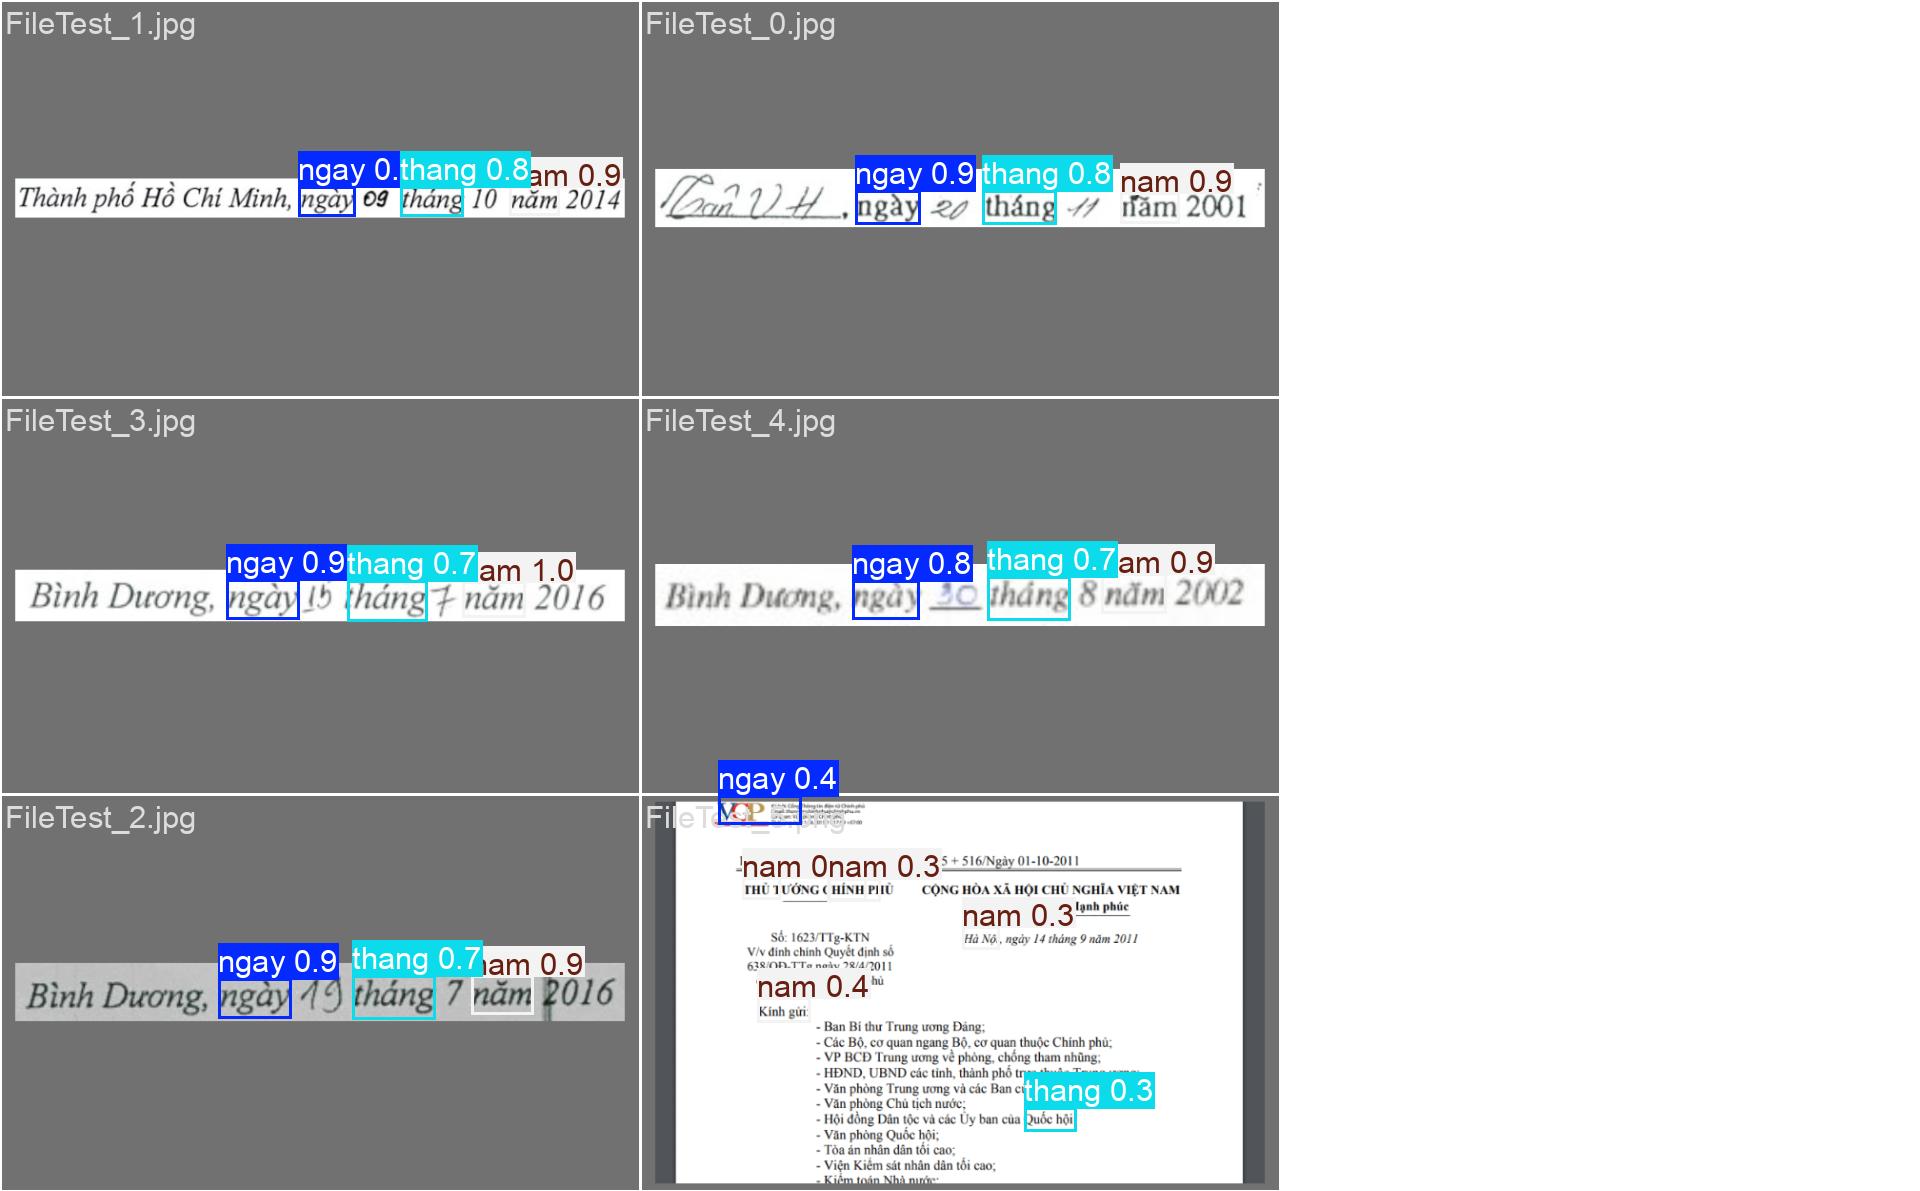 FileTest_1.jpg
ngay 0. thang 0.8 am 0.9
Thành phố Hồ Chí Minh, ngày 09 tháng 10 năm 2014
FileTest_0.jpg
ngay 0.9 thang 0.8 nam 0.9
ngày 20 tháng 11 năm 2001
FileTest_3.jpg
ngay 0.9 thang 0.7 am 1.0
Bình Dương, ngày 15 tháng 7 năm 2016
FileTest_4.jpg
ngay 0.8 thang 0.7 am 0.9
Bình Dương, ngày 30 tháng 8 năm 2002
FileTest_2.jpg
ngay 0.9 thang 0.7 nam 0.9
Bình Dương, ngày 19 tháng 7 năm 2016
ngay 0.4
VGP
nam 0 nam 0.3 5 + 516/Ngày 01-10-2011
THỦ TƯỚNG CHÍNH PHỦ
CỘNG HÒA XÃ HỘI CHỦ NGHĨA VIỆT NAM
nam 0.3 phúc
Hà Nội, ngày 14 tháng 9 năm 2011
Số: 1623/TTg-KTN
V/v đính chính Quyết định số
638/QĐ-TTg ngày 28/4/2011
nam 0.4 hủ
Kính gửi:
- Ban Bí thư Trung ương Đảng;
- Các Bộ, cơ quan ngang Bộ, cơ quan thuộc Chính phủ;
- VP BCĐ Trung ương về phòng, chống tham nhũng;
- HĐND, UBND các tỉnh, thành phố
- Văn phòng Trung ương và các Ban
thang 0.3
- Văn phòng Chủ tịch nước;
- Hội đồng Dân tộc và các Ủy ban của Quốc hội
- Văn phòng Quốc hội;
- Tòa án nhân dân tối cao;
- Viện Kiểm sát nhân dân tối cao;
- Kiểm toán Nhà nước;